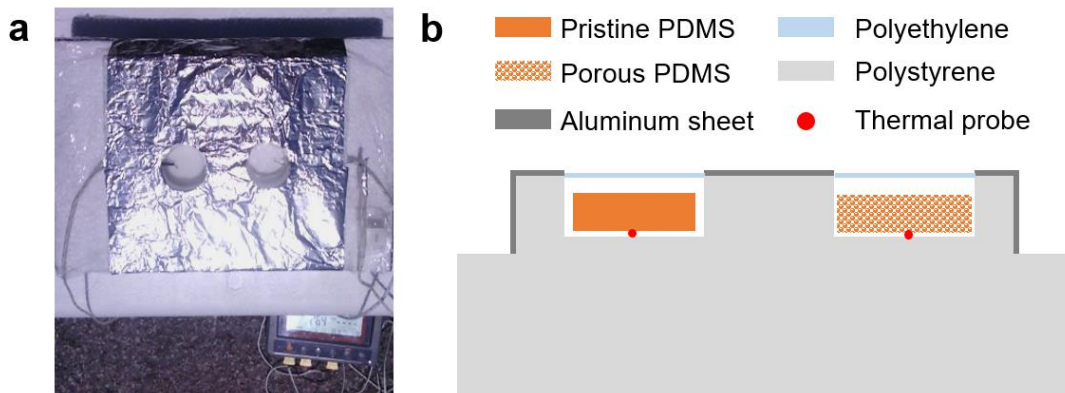 a
b
Pristine PDMS
Polyethylene
Porous PDMS
Polystyrene
Aluminum sheet
Thermal probe